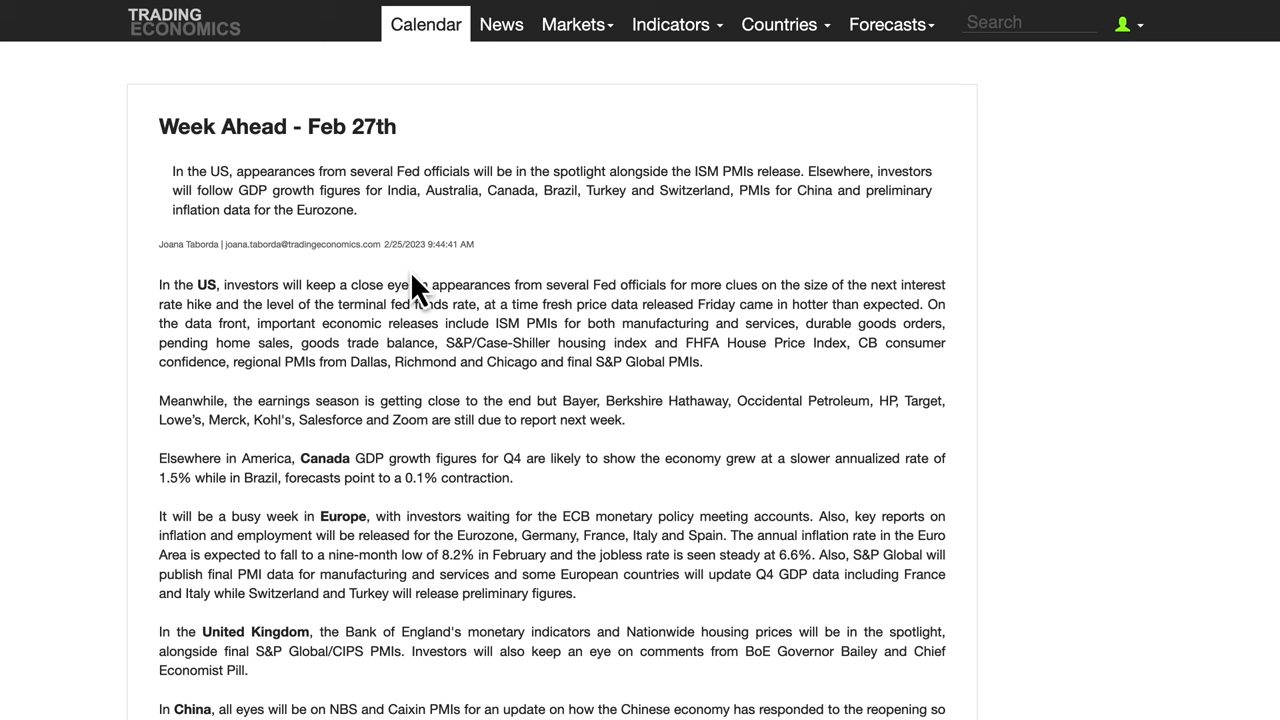 TRADING
ECONOMICS
Calendar News Markets Indicators Countries Forecasts Search
Week Ahead - Feb 27th
In the US, appearances from several Fed officials will be in the spotlight alongside the ISM PMIs release. Elsewhere, investors
will follow GDP growth figures for India, Australia, Canada, Brazil, Turkey and Switzerland, PMIs for China and preliminary
inflation data for the Eurozone.
Joana Taborda | joana.taborda@tradingeconomics.com 2/25/2023 9:44:41 AM
In the US, investors will keep a close eye appearances from several Fed officials for more clues on the size of the next interest
rate hike and the level of the terminal fed funds rate, at a time fresh price data released Friday came in hotter than expected. On
the data front, important economic releases include ISM PMIs for both manufacturing and services, durable goods orders,
pending home sales, goods trade balance, S&P/Case-Shiller housing index and FHFA House Price Index, CB consumer
confidence, regional PMIs from Dallas, Richmond and Chicago and final S&P Global PMIs.
Meanwhile, the earnings season is getting close to the end but Bayer, Berkshire Hathaway, Occidental Petroleum, HP, Target,
Lowe’s, Merck, Kohl's, Salesforce and Zoom are still due to report next week.
Elsewhere in America, Canada GDP growth figures for Q4 are likely to show the economy grew at a slower annualized rate of
1.5% while in Brazil, forecasts point to a 0.1% contraction.
It will be a busy week in Europe, with investors waiting for the ECB monetary policy meeting accounts. Also, key reports on
inflation and employment will be released for the Eurozone, Germany, France, Italy and Spain. The annual inflation rate in the Euro
Area is expected to fall to a nine-month low of 8.2% in February and the jobless rate is seen steady at 6.6%. Also, S&P Global will
publish final PMI data for manufacturing and services and some European countries will update Q4 GDP data including France
and Italy while Switzerland and Turkey will release preliminary figures.
In the United Kingdom, the Bank of England's monetary indicators and Nationwide housing prices will be in the spotlight,
alongside final S&P Global/CIPS PMIs. Investors will also keep an eye on comments from BoE Governor Bailey and Chief
Economist Pill.
In China, all eyes will be on NBS and Caixin PMIs for an update on how the Chinese economy has responded to the reopening so